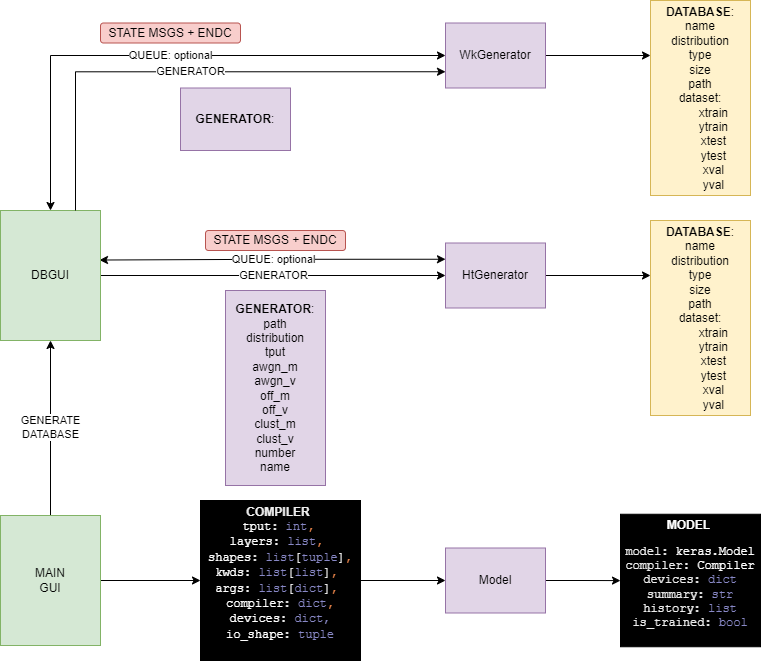 STATE MSGS + ENDC
QUEUE: optional
GENERATOR
WkGenerator
GENERATOR:
DATABASE:
name
distribution
type
size
path
dataset:
xtrain
ytrain
xtest
ytest
xval
yval
DBGUI
STATE MSGS + ENDC
QUEUE: optional
GENERATOR
HtGenerator
GENERATOR:
path
distribution
tput
awgn_m
awgn_v
off_m
off_v
clust_m
clust_v
number
name
DATABASE:
name
distribution
type
size
path
dataset:
xtrain
ytrain
xtest
ytest
xval
yval
GENERATE
DATABASE
MAIN
GUI
COMPILER
tput: int,
layers: list,
shapes: list[tuple],
kwds: list[list],
args: list[dict],
compiler: dict,
devices: dict,
io_shape: tuple
Model
MODEL
model: keras.Model
compiler: Compiler
devices: dict
summary: str
history: list
is_trained: bool